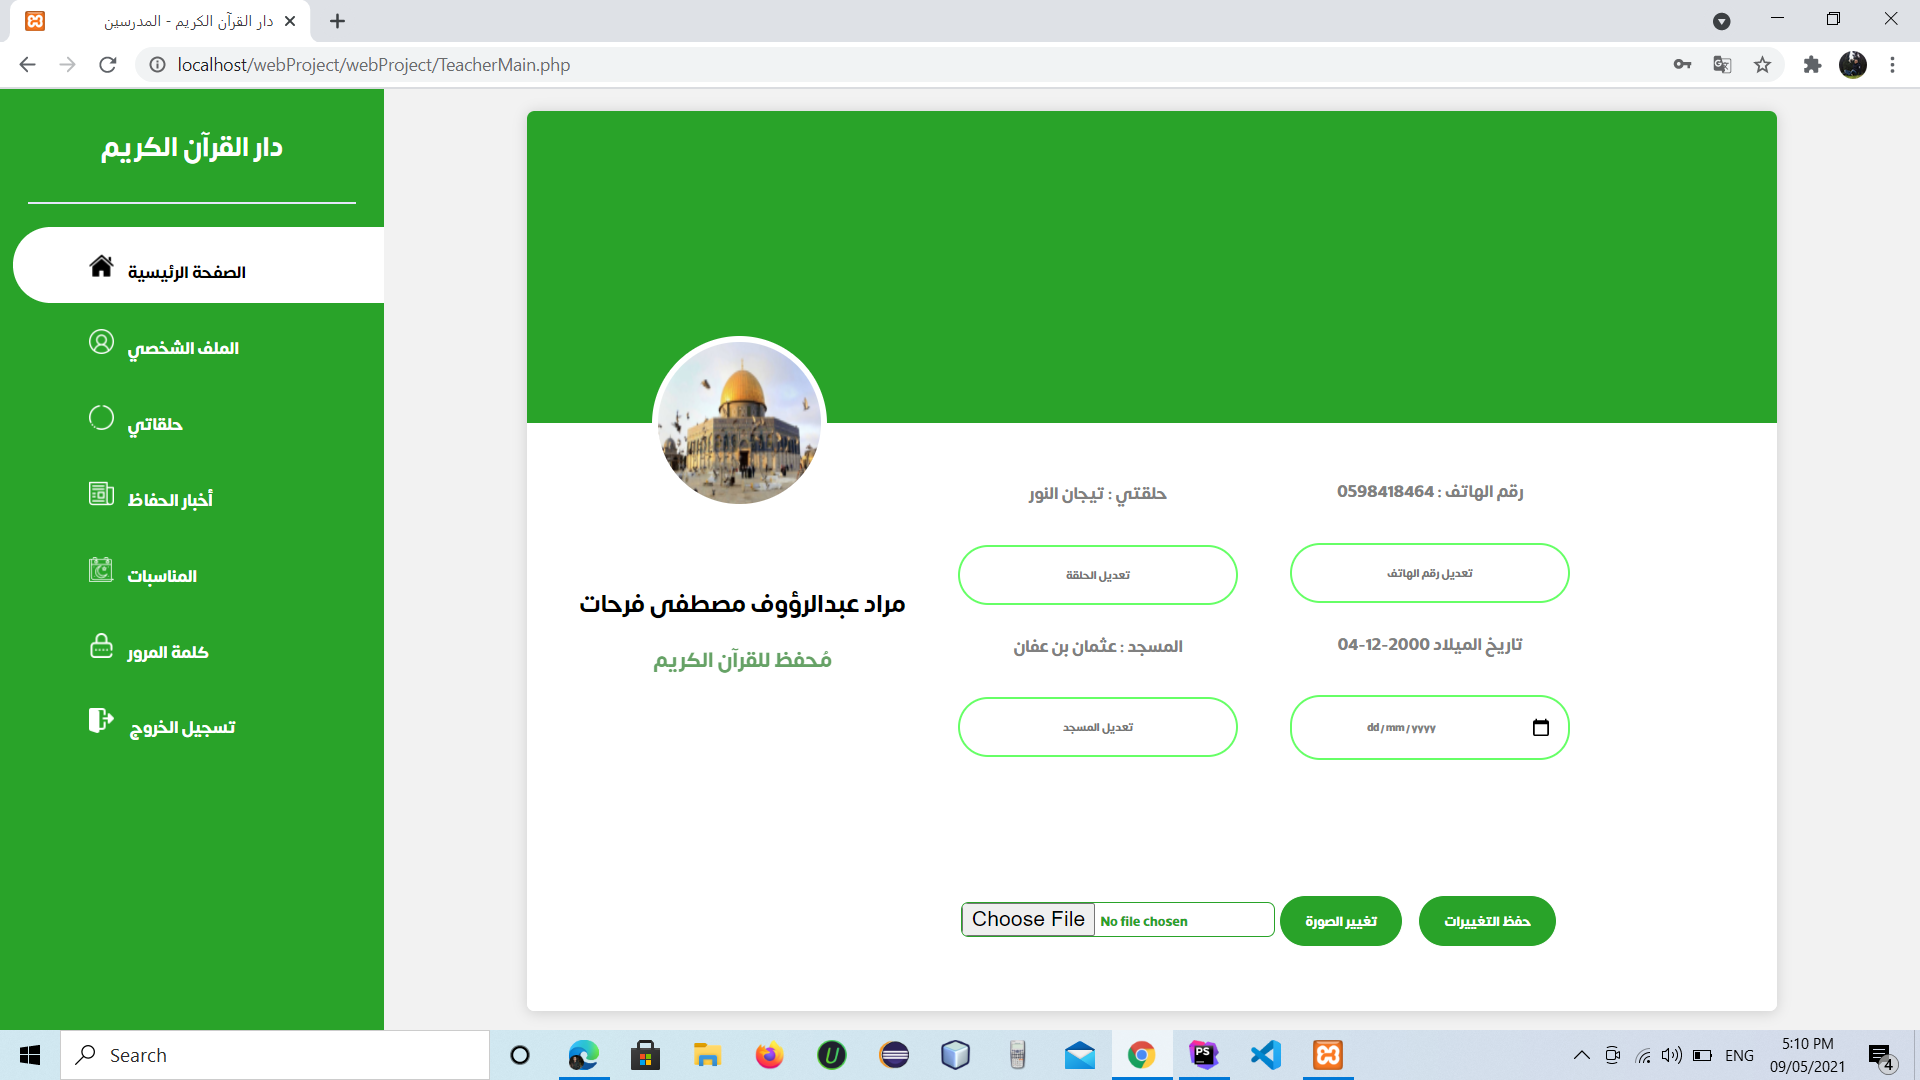 دار القرآن الكريم - المدرسين
localhost/webProject/webProject/TeacherMain.php
دار القرآن الكريم
الصفحة الرئيسية
الملف الشخصي
حلقاتي
أخبار الحفاظ
المناسبات
كلمة المرور
تسجيل الخروج
رقم الهاتف : 0598418464
حلقتي : تيجان النور
تعديل رقم الهاتف
تعديل الحلقة
مراد عبدالرؤوف مصطفى فرحات
مُحفظ للقرآن الكريم
تاريخ الميلاد 2000-12-04
المسجد : عثمان بن عفان
dd/mm/yyyy
تعديل المسجد
حفظ التغييرات
تغيير الصورة
Choose File No file chosen
Search
PS
ENG
5:10 PM
09/05/2021
4